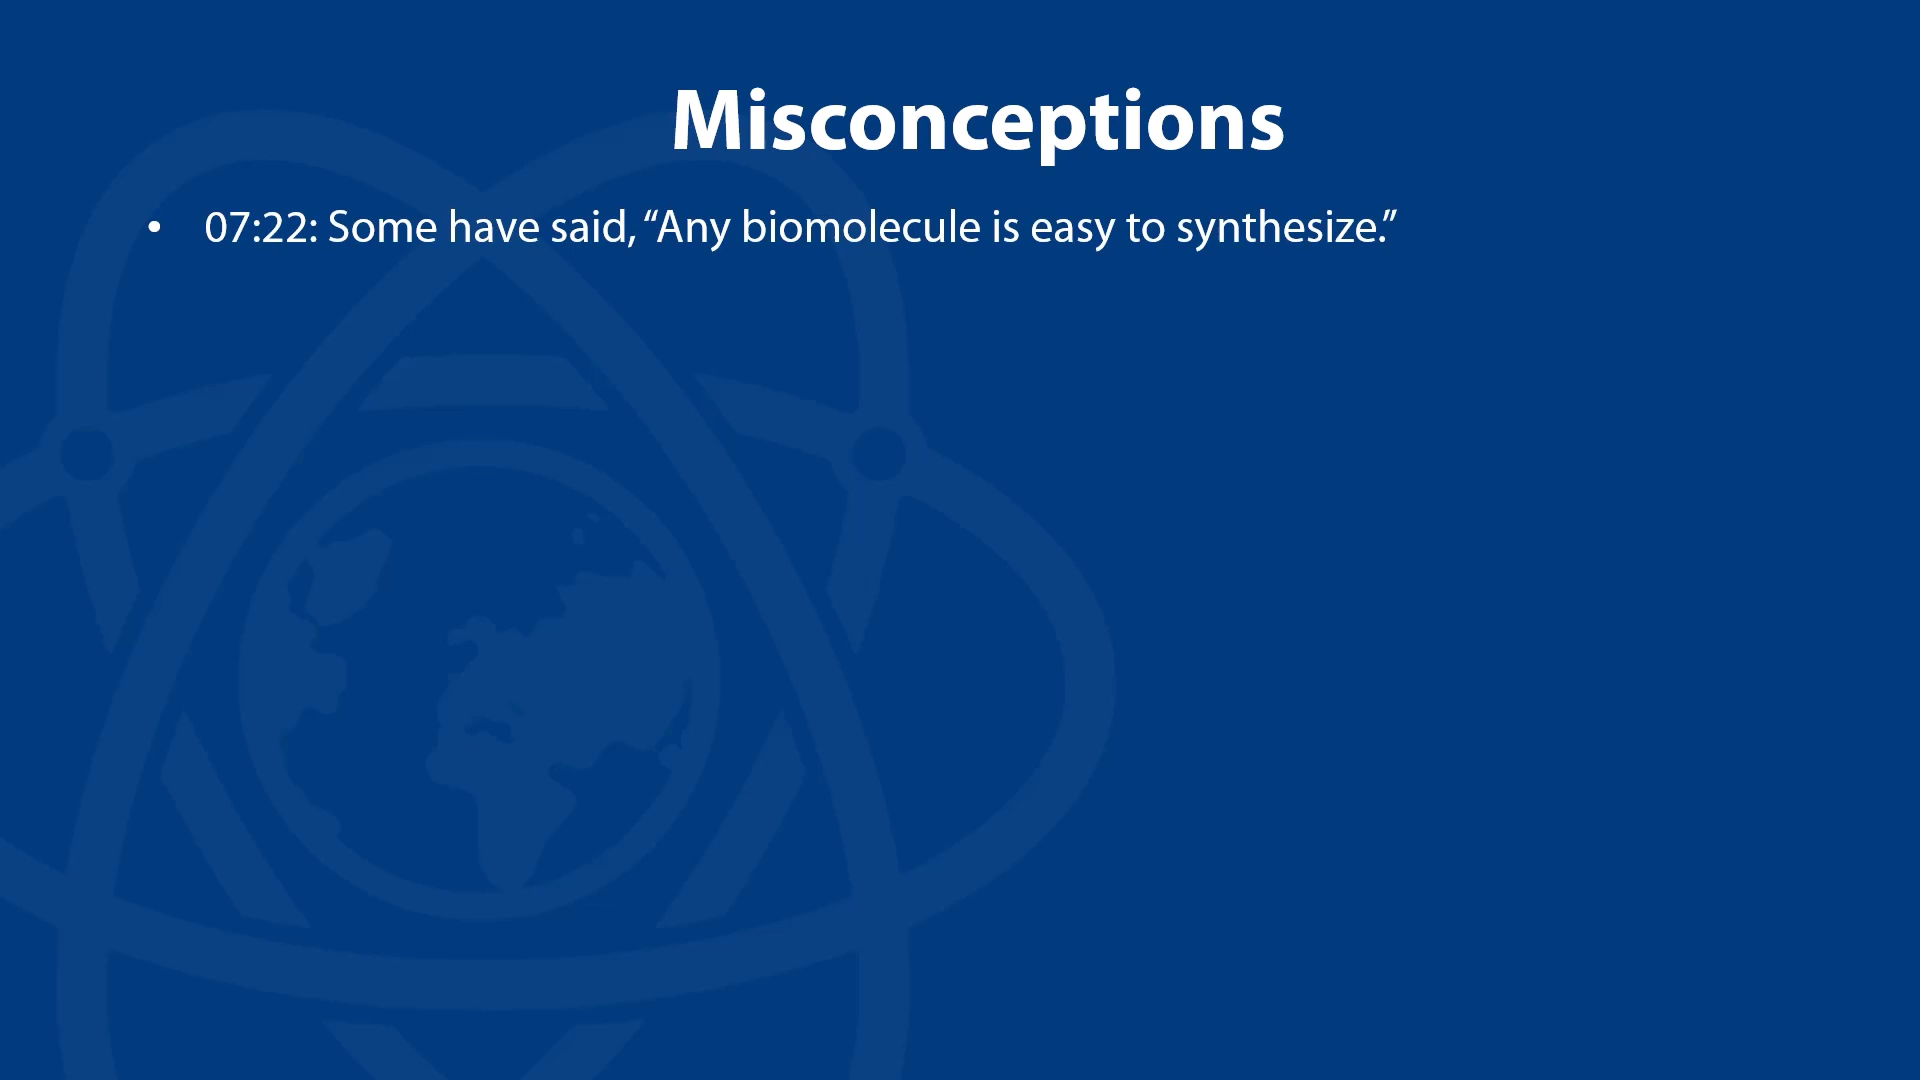 Misconceptions
• 07:22: Some have said, “Any biomolecule is easy to synthesize.”